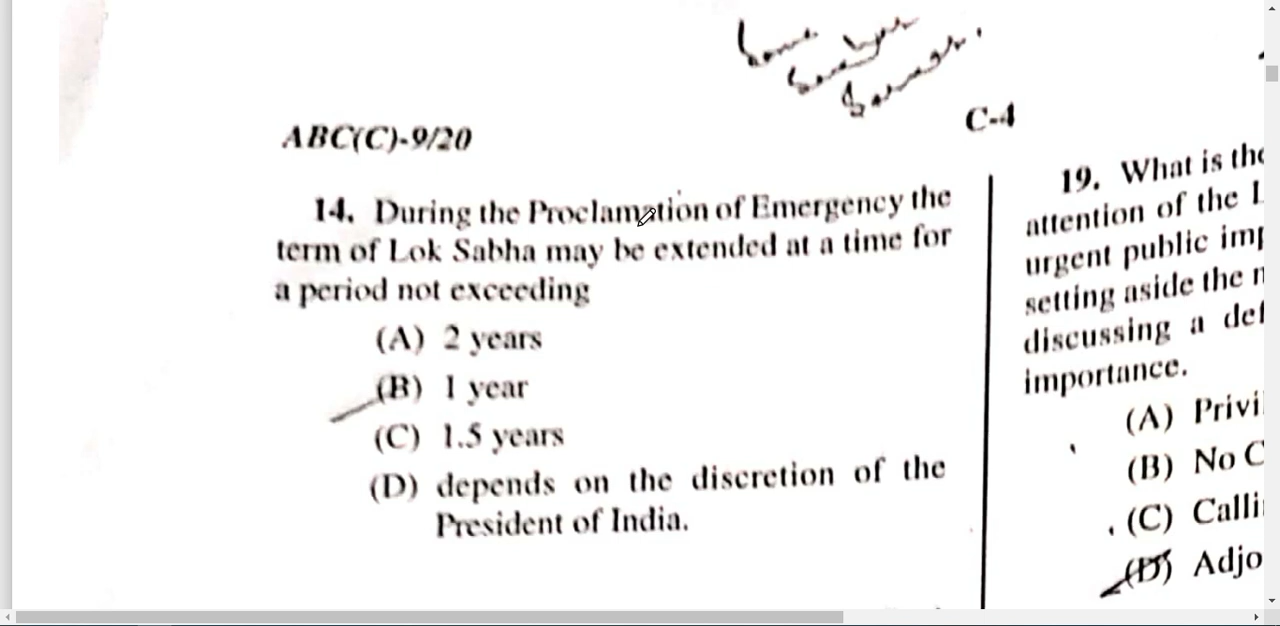 ABC(C)-9/20
C-4
14. During the Proclamation of Emergency the
term of Lok Sabha may be extended at a time for
a period not exceeding
(A) 2 years
(B) 1 year
(C) 1.5 years
(D) depends on the discretion of the
President of India.
19. What is the
attention of the
urgent public
setting aside the
discussing a
importance.
(A) Privi
(B) No C
(C) Calli
(D) Adjo